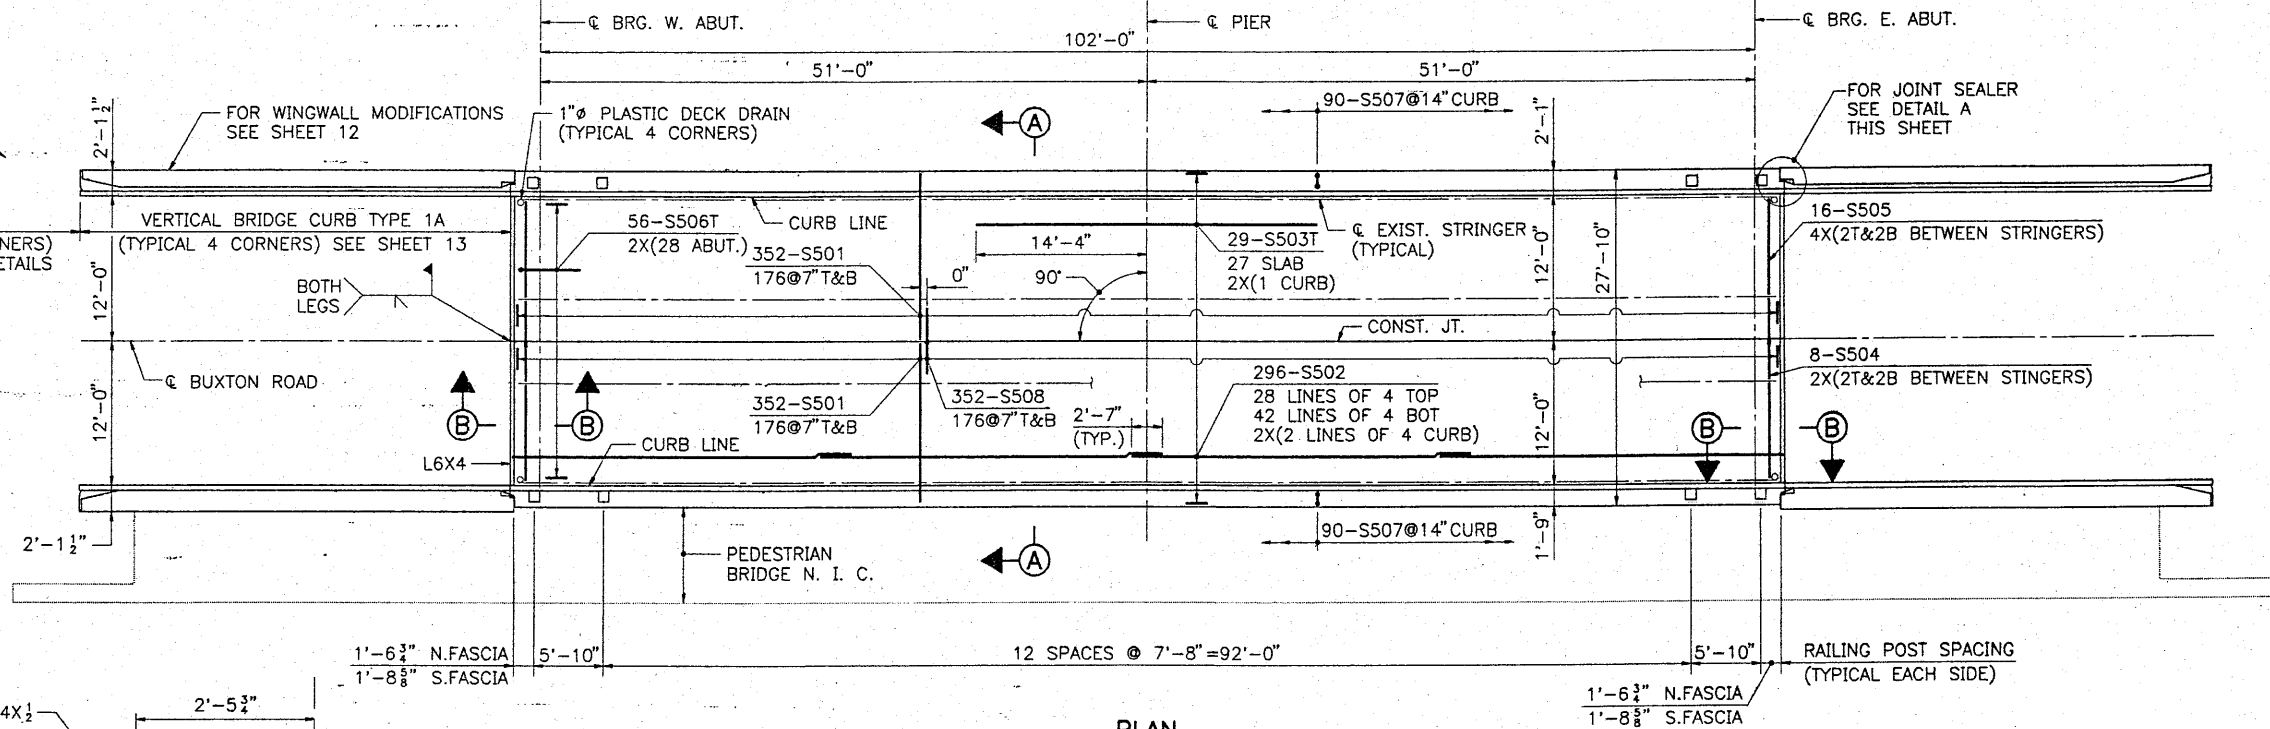 ℄ BRG. W. ABUT.
℄ PIER
℄ BRG. E. ABUT.
102'-0"
51'-0"
51'-0"
2'-1½"
FOR WINGWALL MODIFICATIONS
SEE SHEET 12
1"ø PLASTIC DECK DRAIN
(TYPICAL 4 CORNERS)
A
90-S507@14"CURB
2'-1"
FOR JOINT SEALER
SEE DETAIL A
THIS SHEET
VERTICAL BRIDGE CURB TYPE 1A
(TYPICAL 4 CORNERS) SEE SHEET 13
NERS)
ETAILS
56-S506T
2X(28 ABUT.)
CURB LINE
352-S501
176@7"T&B
0"
14'-4"
90°
29-S503T
27 SLAB
2X(1 CURB)
℄ EXIST. STRINGER
(TYPICAL)
12'-0"
27'-10"
16-S505
4X(2T&2B BETWEEN STRINGERS)
12'-0"
BOTH
LEGS
CONST. JT.
℄ BUXTON ROAD
12'-0"
B
B
352-S501
176@7"T&B
352-S508
176@7"T&B
2'-7"
(TYP.)
296-S502
28 LINES OF 4 TOP
42 LINES OF 4 BOT
2X(2 LINES OF 4 CURB)
12'-0"
8-S504
2X(2T&2B BETWEEN STINGERS)
B
B
CURB LINE
L6X4
2'-1½"
PEDESTRIAN
BRIDGE N. I. C.
A
90-S507@14"CURB
1'-9"
1'-6¾" N.FASCIA
1'-8⅝" S.FASCIA
5'-10"
12 SPACES @ 7'-8"=92'-0"
5'-10"
RAILING POST SPACING
(TYPICAL EACH SIDE)
1'-6¾" N.FASCIA
1'-8⅝" S.FASCIA
4X½
2'-5¾"
PLAN